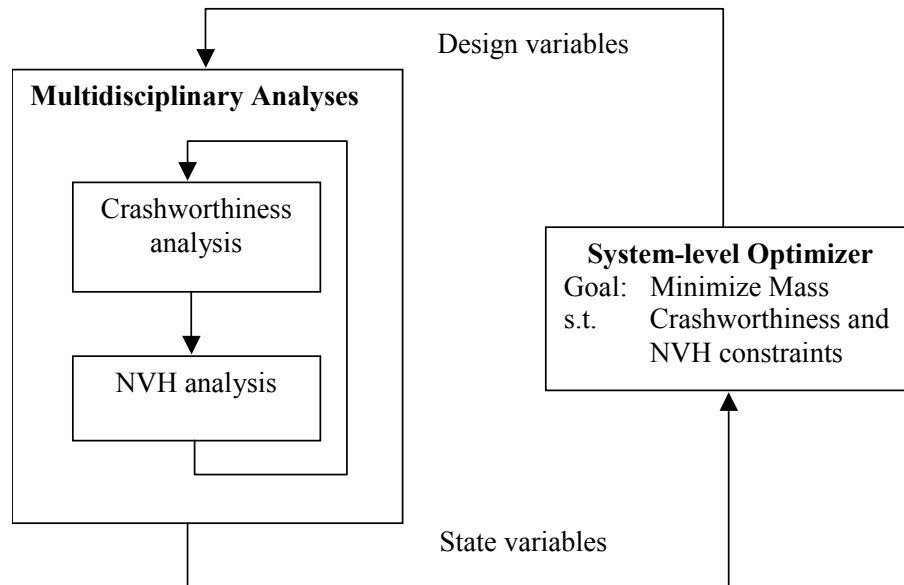 Design variables
Multidisciplinary Analyses
Crashworthiness
analysis
NVH analysis
System-level Optimizer
Goal: Minimize Mass
s.t. Crashworthiness and
NVH constraints
State variables